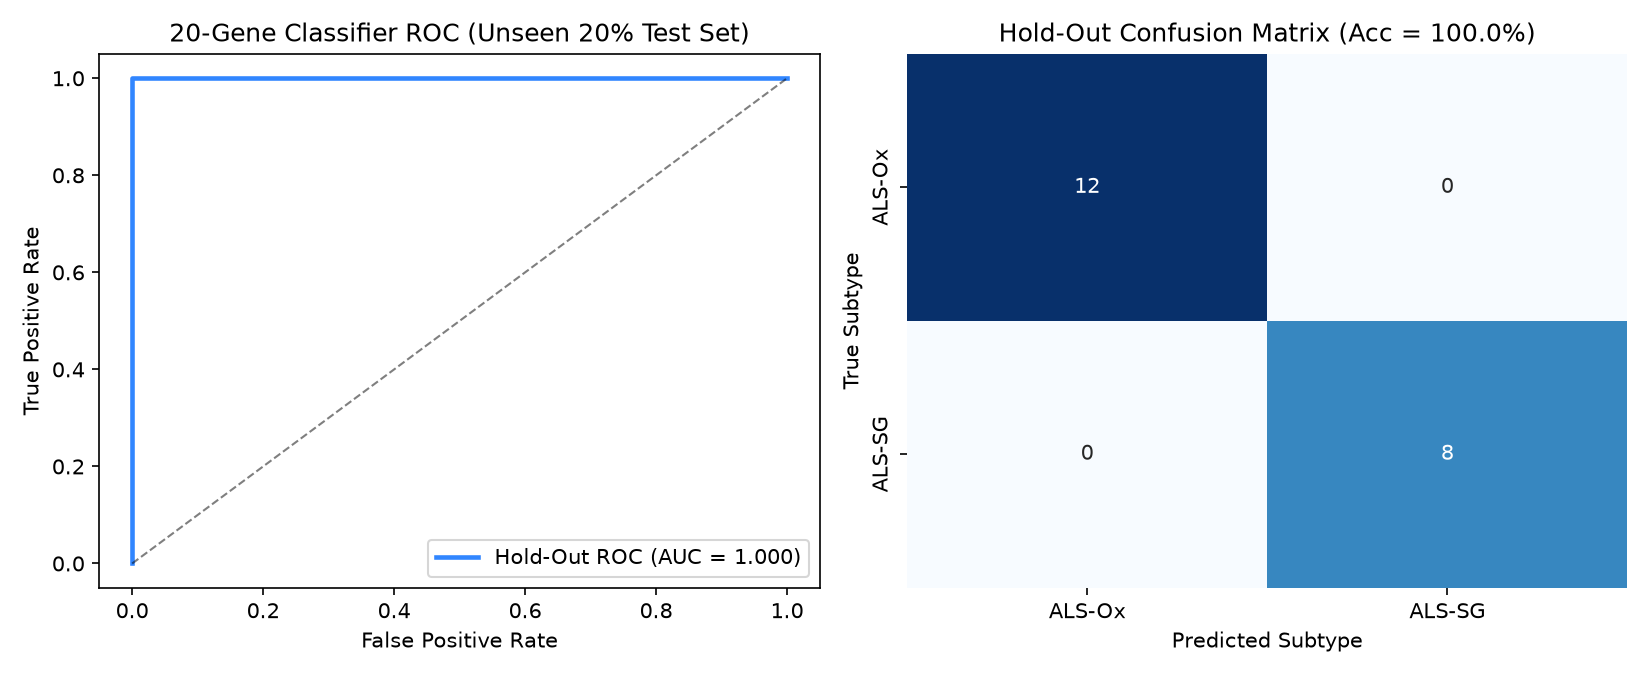 20-Gene Classifier ROC (Unseen 20% Test Set)
True Positive Rate
1.0
0.8
0.6
0.4
0.2
0.0
0.0 0.2 0.4 0.6 0.8 1.0
False Positive Rate
Hold-Out ROC (AUC = 1.000)
Hold-Out Confusion Matrix (Acc = 100.0%)
True Subtype
ALS-Ox
12 0
ALS-SG
0 8
ALS-Ox ALS-SG
Predicted Subtype